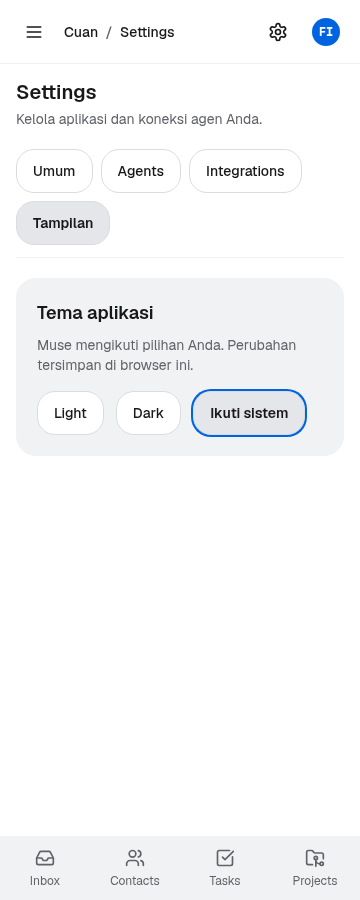 Cuan / Settings
FI
Settings
Kelola aplikasi dan koneksi agen Anda.
Umum
Agents
Integrations
Tampilan
Tema aplikasi
Muse mengikuti pilihan Anda. Perubahan
tersimpan di browser ini.
Light
Dark
Ikuti sistem
Inbox
Contacts
Tasks
Projects